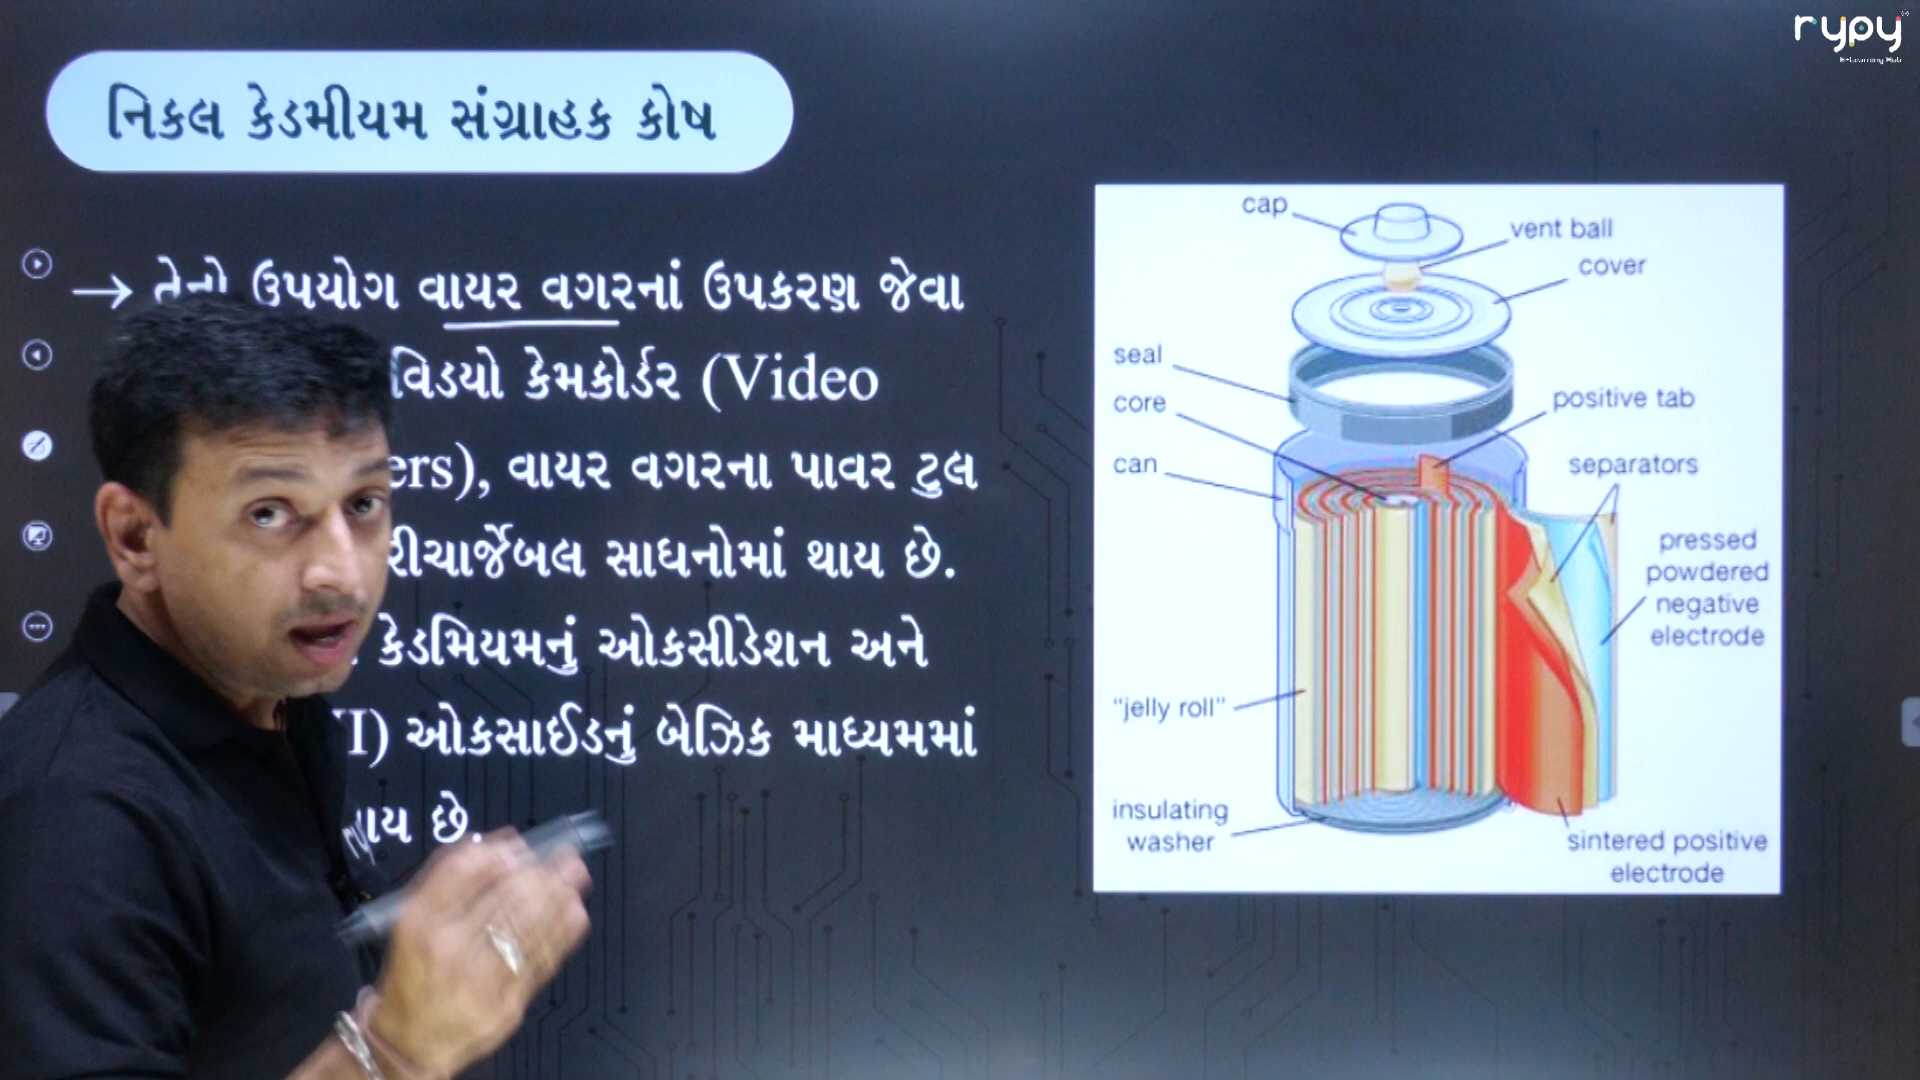 rypy
E-Learning Hub
નિકલ કેડમીયમ સંગ્રાહક કોષ
→ તેનો ઉપયોગ વાયર વગરનાં ઉપકરણ જેવા
વિડયો કેમકોર્ડર (Video
ers), વાયર વગરના પાવર ટુલ
રીચાર્જેબલ સાધનોમાં થાય છે.
કેડમિયમનું ઓકસીડેશન અને
ઓકસાઈડનું બેઝિક માધ્યમમાં
છે.
cap
vent ball
cover
seal
core
positive tab
can
separators
pressed
powdered
negative
electrode
"jelly roll"
insulating
washer
sintered positive
electrode